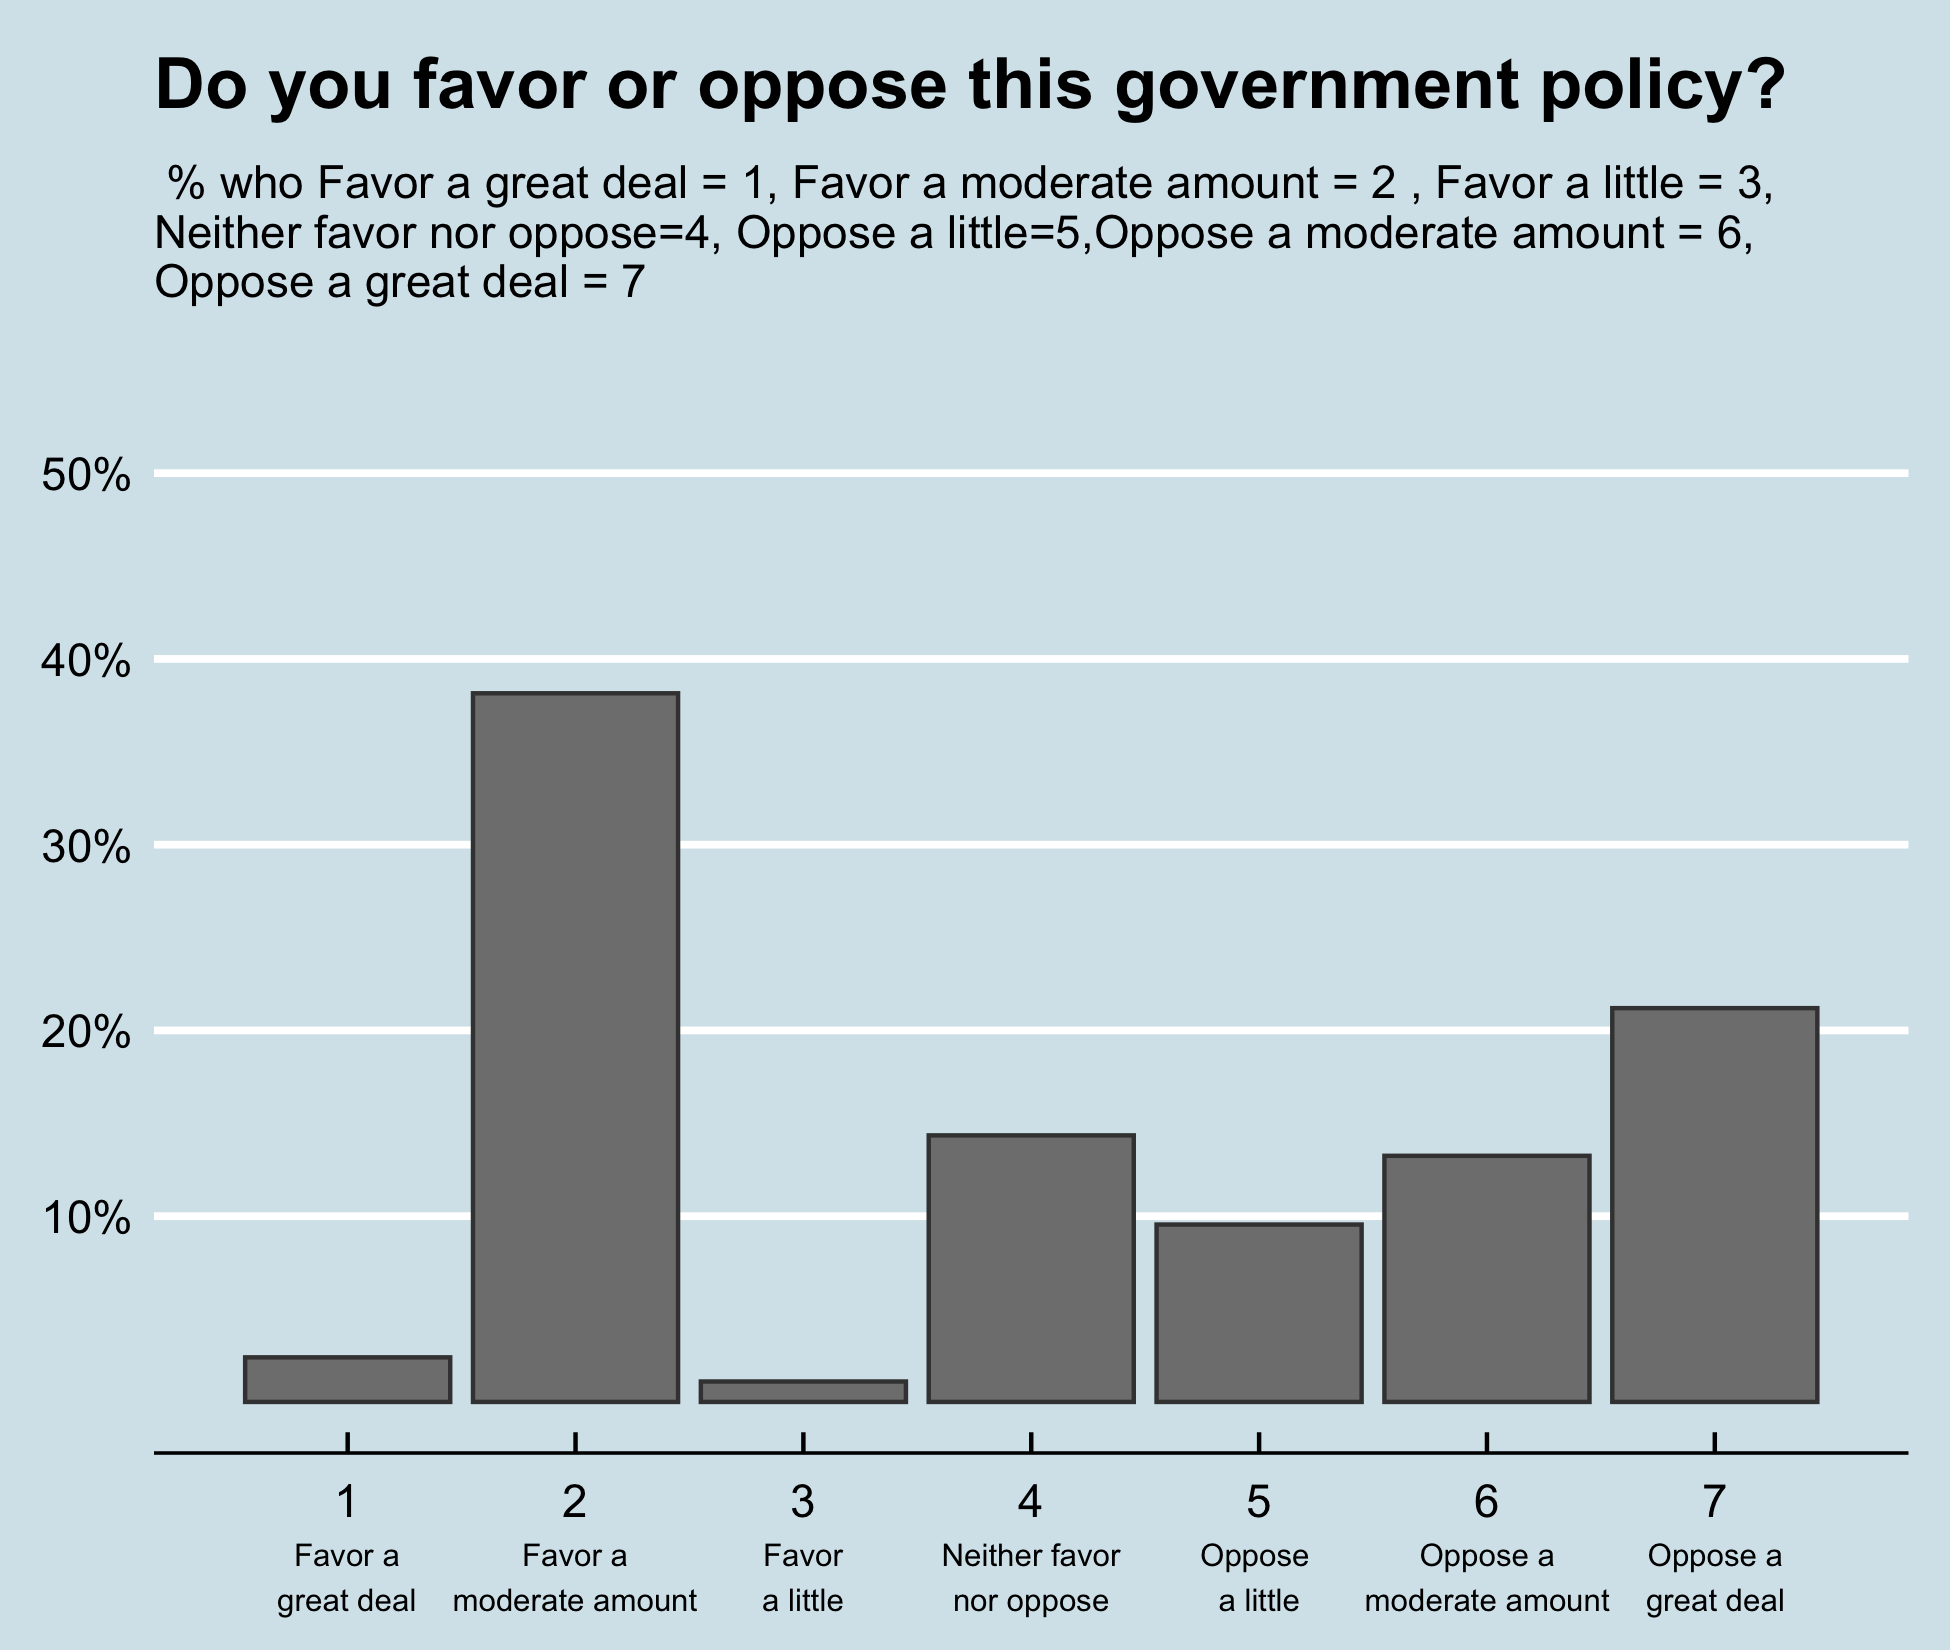 Do you favor or oppose this government policy?
% who Favor a great deal = 1, Favor a moderate amount = 2 , Favor a little = 3,
Neither favor nor oppose=4, Oppose a little=5,Oppose a moderate amount = 6,
Oppose a great deal = 7
50%
40%
30%
20%
10%
1 2 3 4 5 6 7
Favor a Favor a Favor Neither favor Oppose Oppose a Oppose a
great deal moderate amount a little nor oppose a little moderate amount great deal